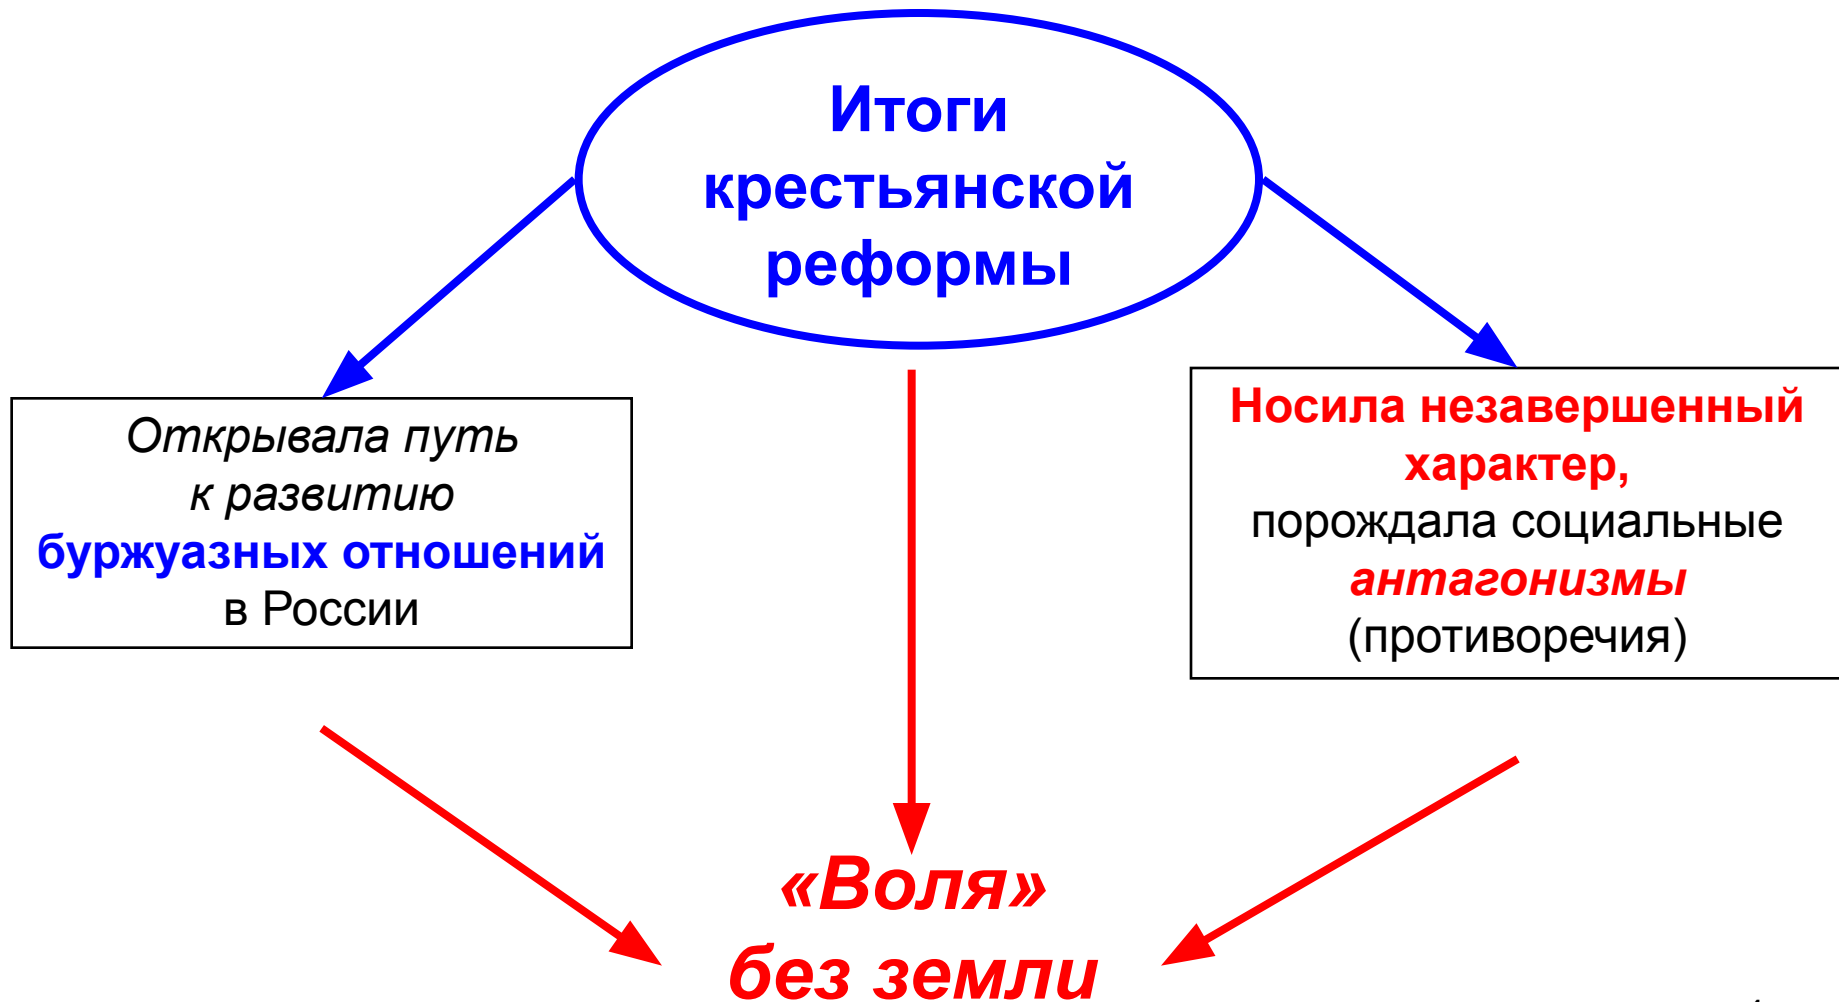 Итоги
крестьянской
реформы
Открывала путь
к развитию
буржуазных отношений
в России
Носила незавершенный
характер,
порождала социальные
антагонизмы
(противоречия)
«Воля»
без земли